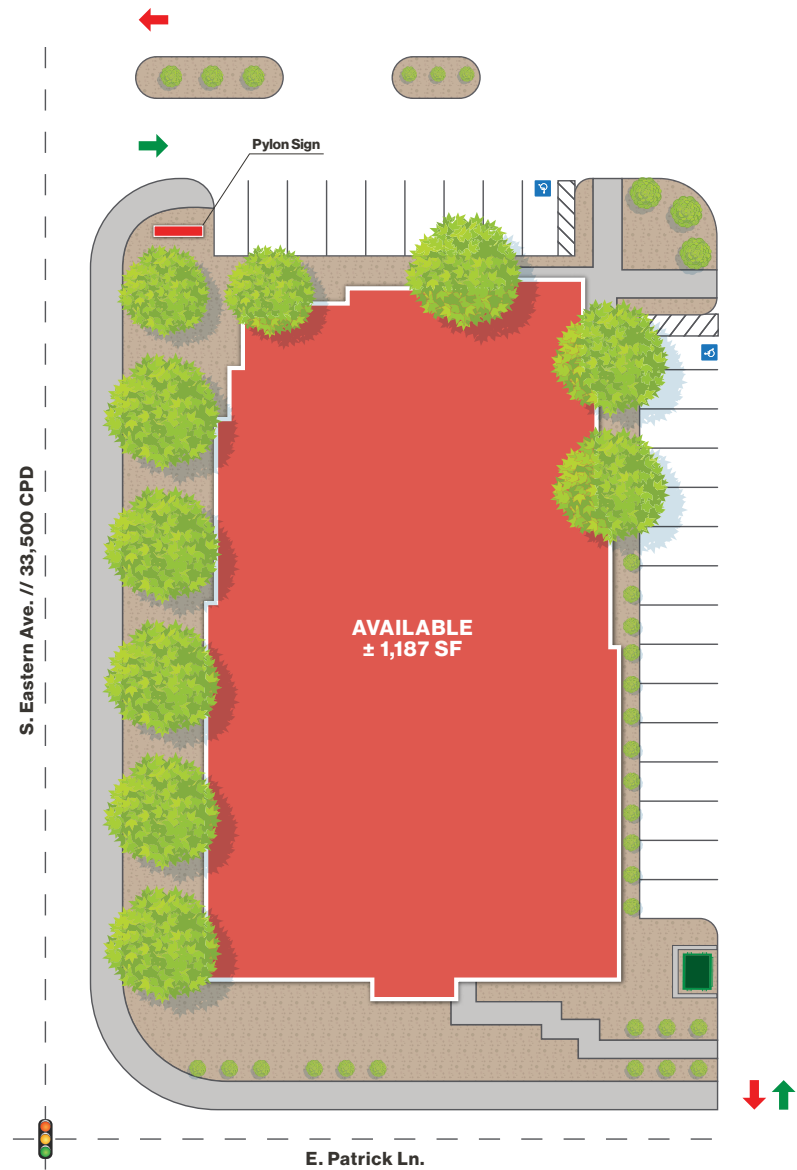 Pylon Sign
S. Eastern Ave. // 33,500 CPD
AVAILABLE
± 1,187 SF
E. Patrick Ln.